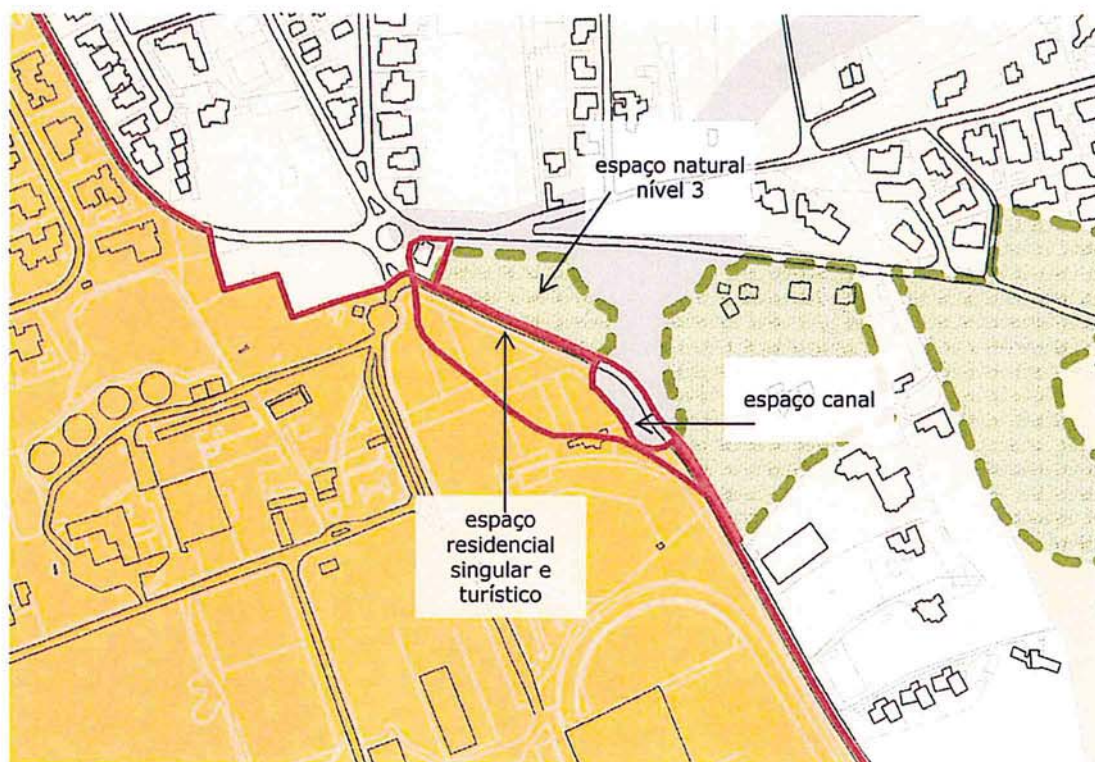 espaço natural
nível 3
espaço canal
espaço
residencial
singular e
turístico